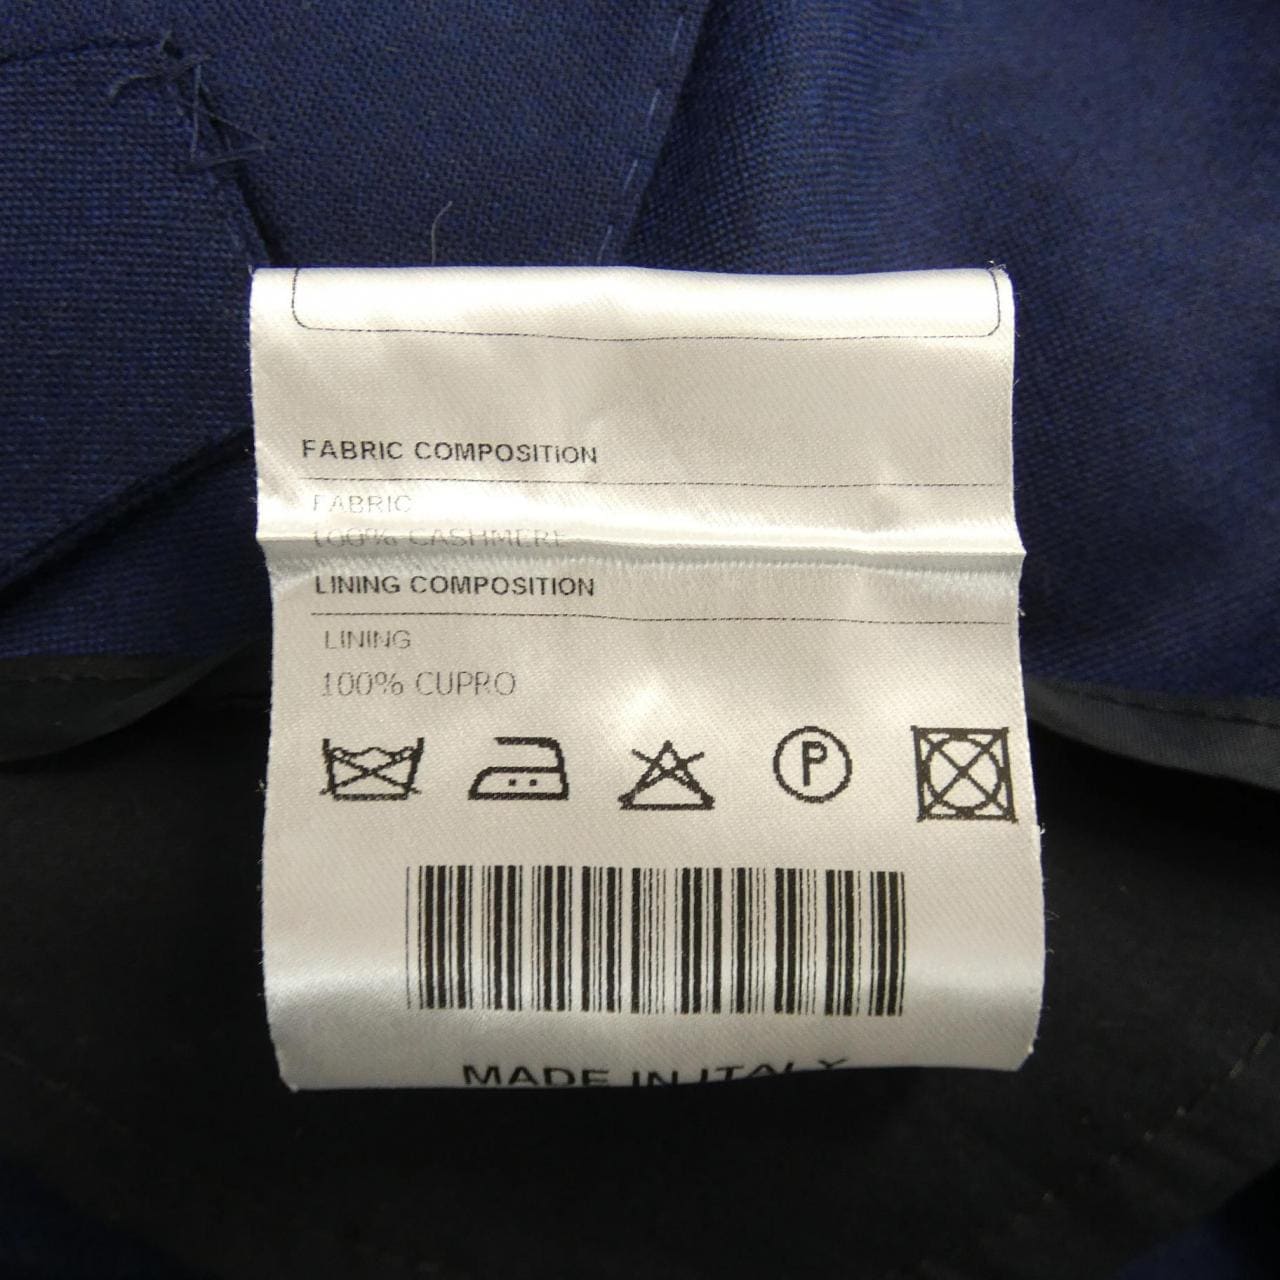 FABRIC COMPOSITION
FABRIC
100% CASHMERE
LINING COMPOSITION
LINING
100% CUPRO
P
MADE IN ITALY